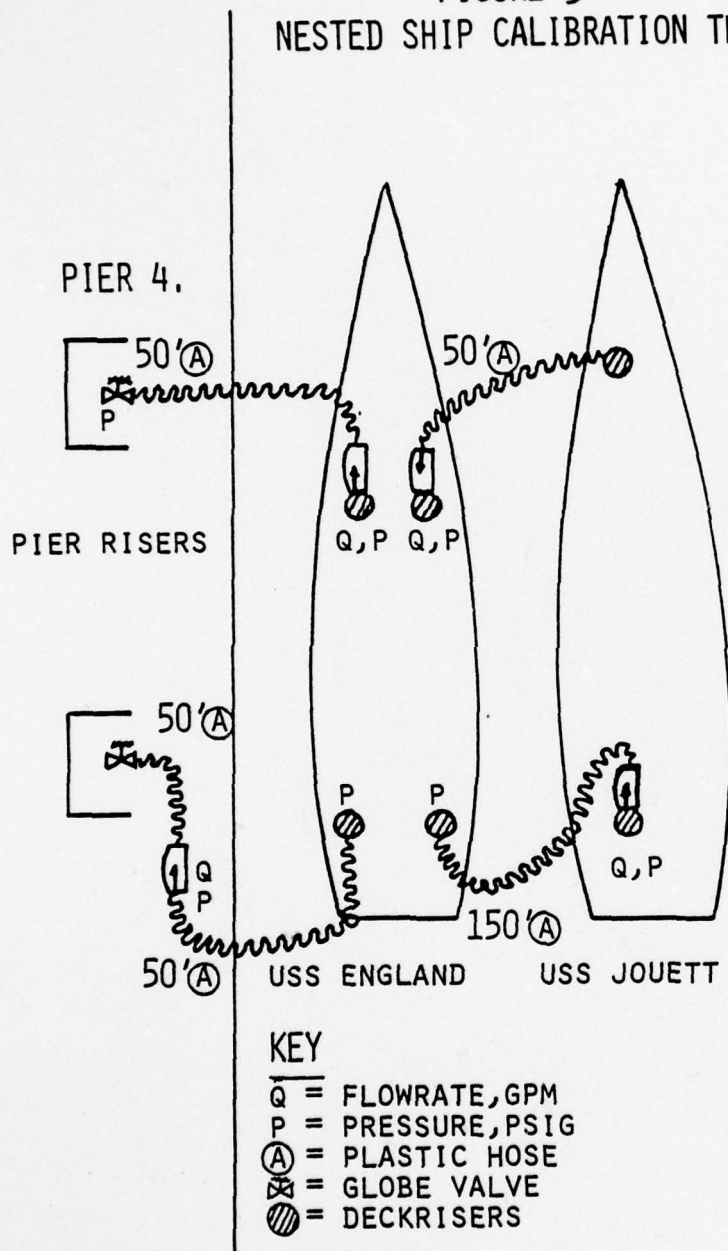 NESTED SHIP CALIBRATION
PIER 4.
50'Ⓐ
50'Ⓐ
P
PIER RISERS
Q,P
Q,P
50'Ⓐ
P
P
Q
P
Q,P
150'Ⓐ
50'Ⓐ
USS ENGLAND
USS JOUETT
KEY
Q = FLOWRATE,GPM
P = PRESSURE,PSIG
Ⓐ = PLASTIC HOSE
= GLOBE VALVE
= DECKRISERS